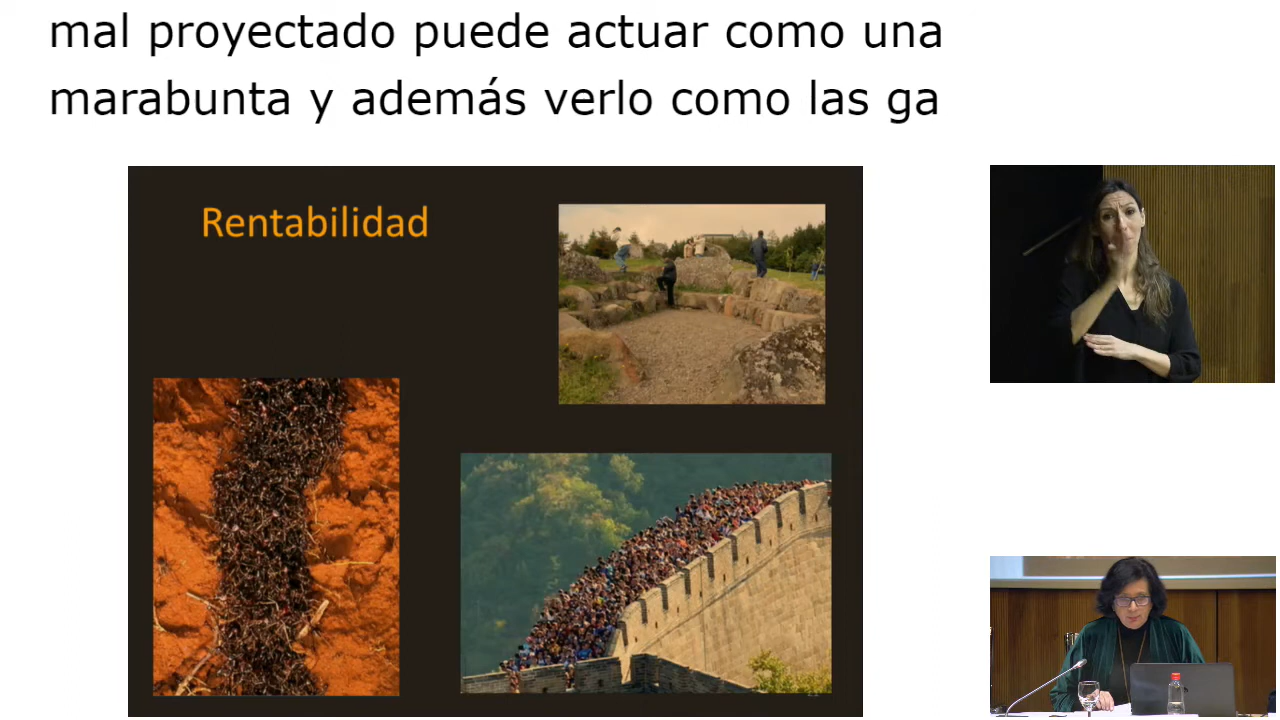 mal proyectado puede actuar como una
marabunta y además verlo como las ga
Rentabilidad